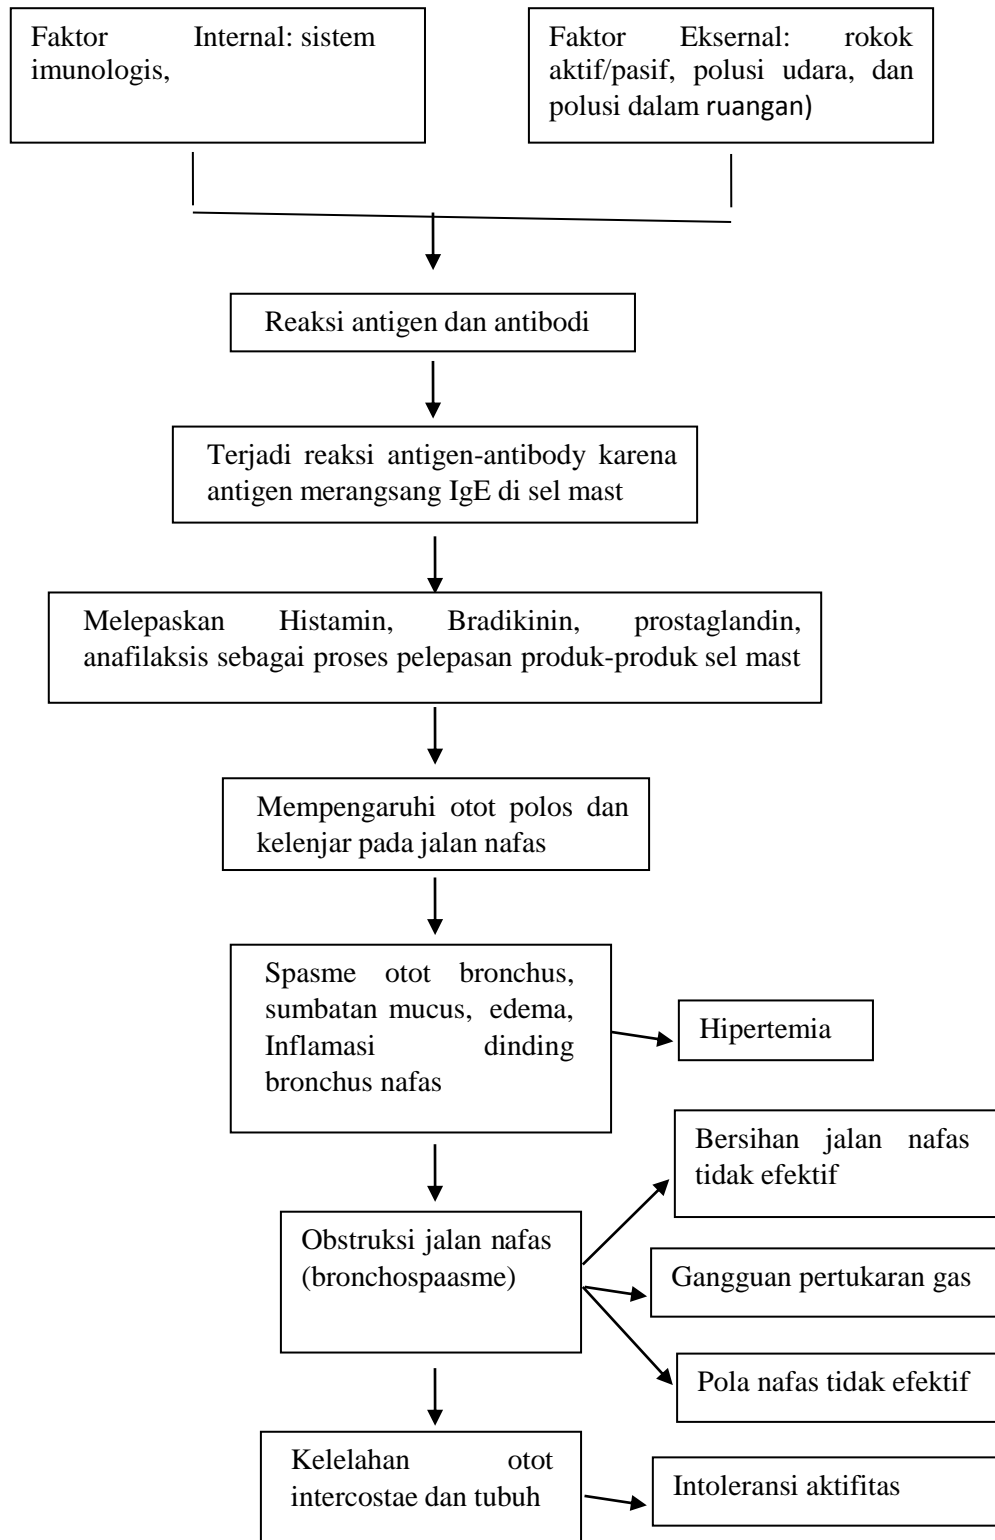 Faktor Internal: sistem
imunologis,
Faktor Eksernal: rokok
aktif/pasif, polusi udara, dan
polusi dalam ruangan)
Reaksi antigen dan antibodi
Terjadi reaksi antigen-antibody karena
antigen merangsang IgE di sel mast
Melepaskan Histamin, Bradikinin, prostaglandin,
anafilaksis sebagai proses pelepasan produk-produk sel mast
Mempengaruhi otot polos dan
kelenjar pada jalan nafas
Spasme otot bronchus,
sumbatan mucus, edema,
Inflamasi dinding
bronchus nafas
Hipertemia
Bersihan jalan nafas
tidak efektif
Obstruksi jalan nafas
(bronchospaasme)
Gangguan pertukaran gas
Pola nafas tidak efektif
Kelelahan otot
intercostae dan tubuh
Intoleransi aktifitas